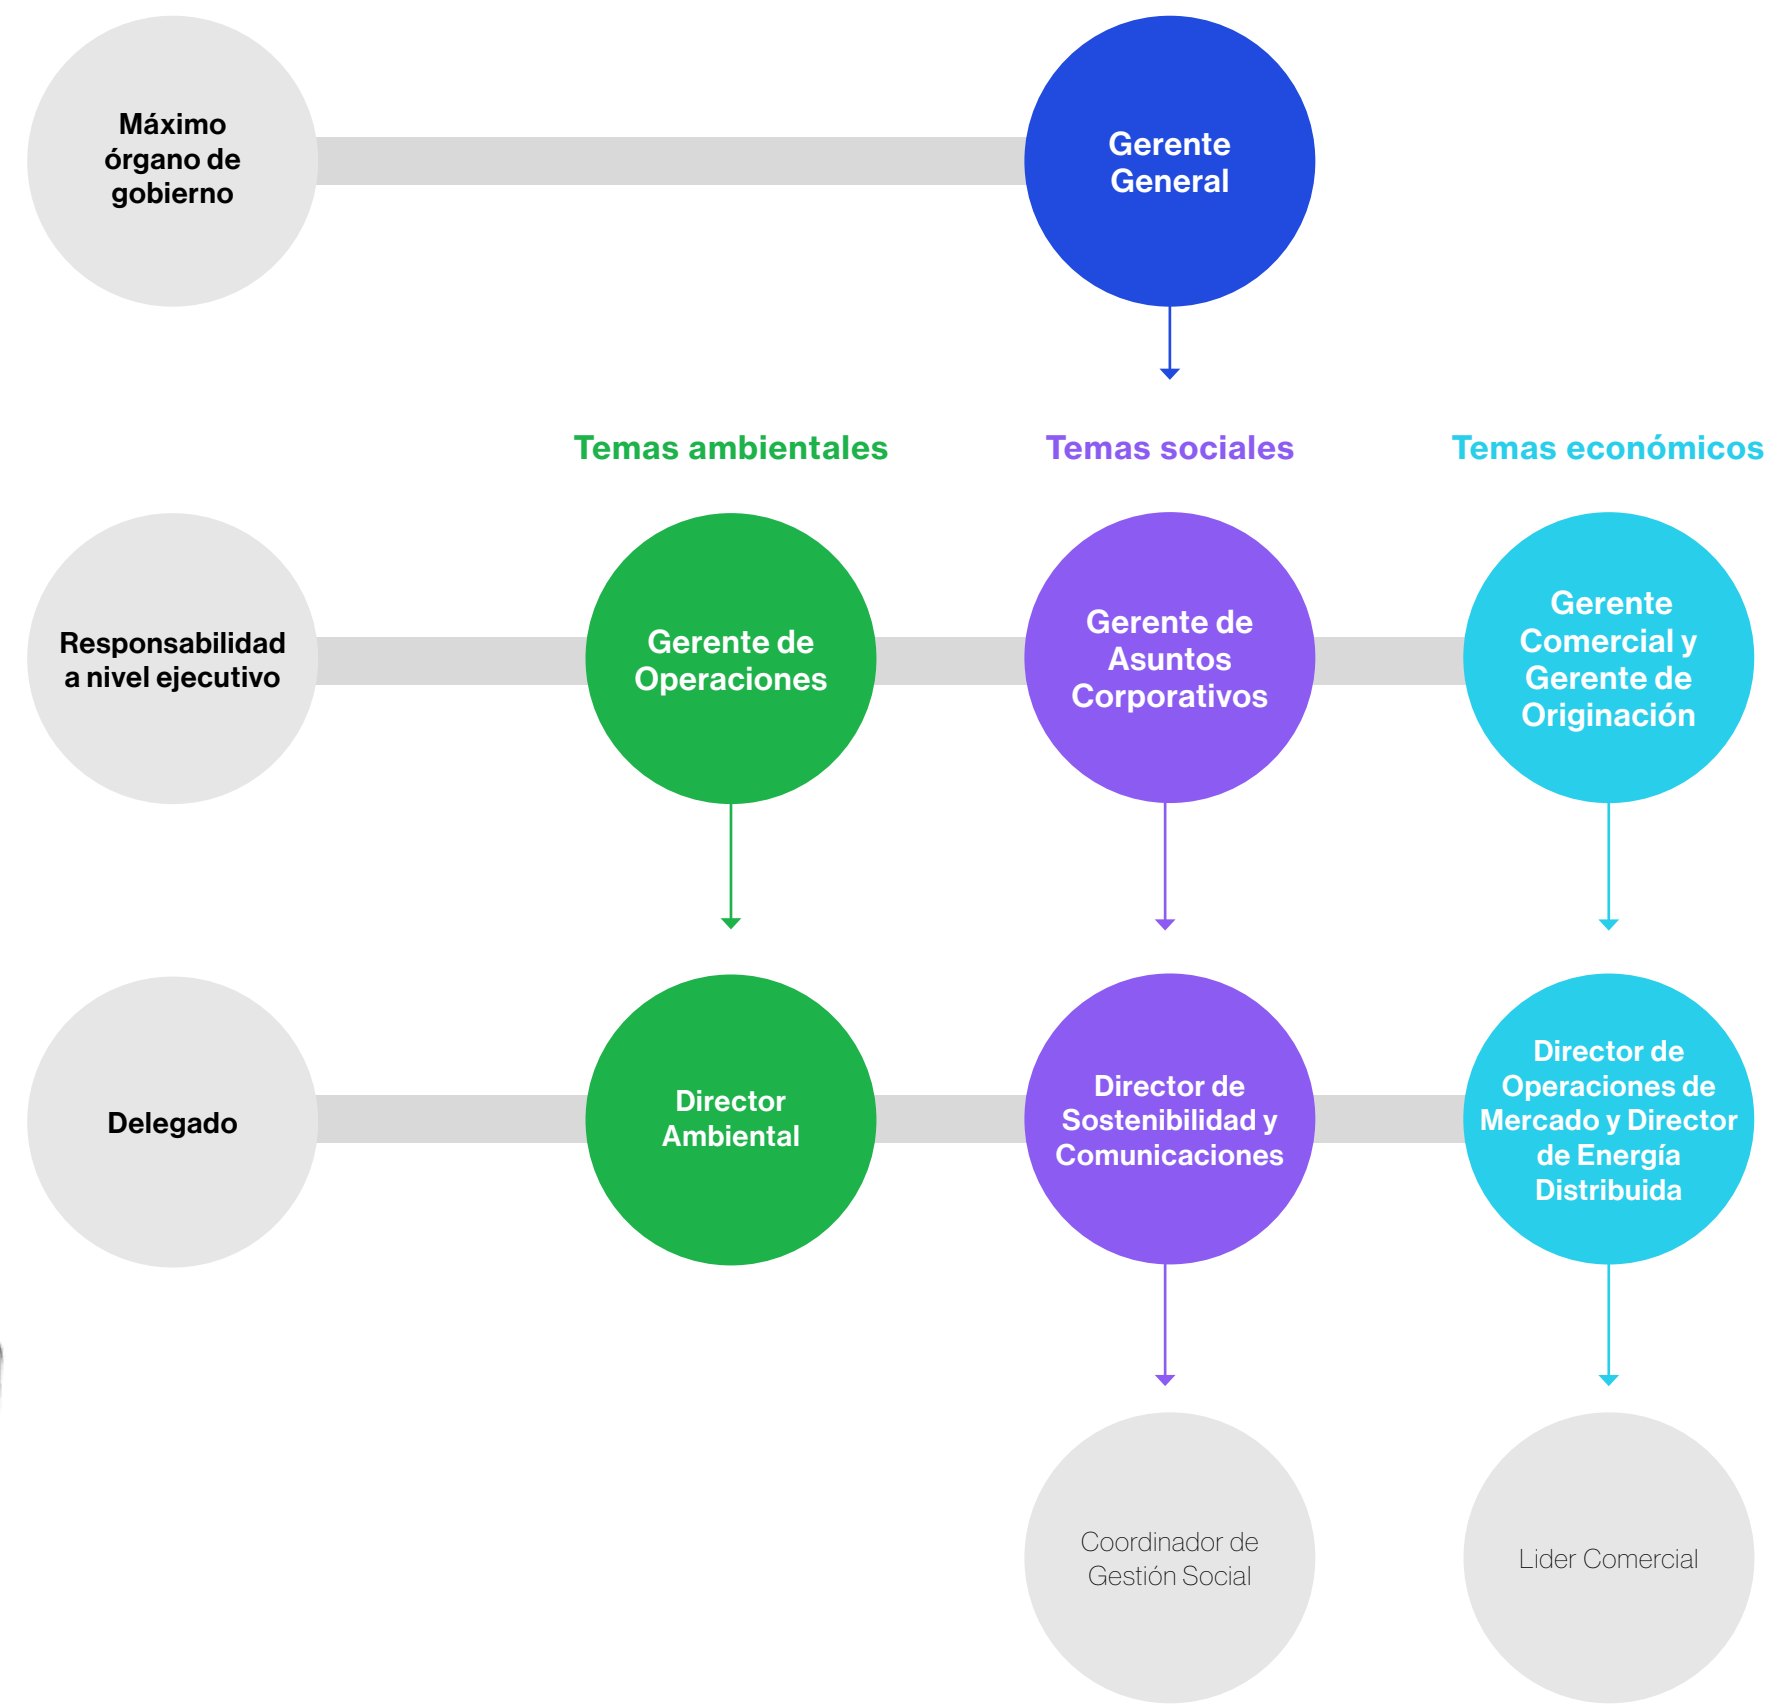 Máximo
órgano de
gobierno
Gerente
General
Temas ambientales
Temas sociales
Temas económicos
Responsabilidad
a nivel ejecutivo
Gerente de
Operaciones
Gerente de
Asuntos
Corporativos
Gerente
Comercial y
Gerente de
Originación
Delegado
Director
Ambiental
Director de
Sostenibilidad y
Comunicaciones
Director de
Operaciones de
Mercado y Director
de Energía
Distribuida
Coordinador de
Gestión Social
Lider Comercial